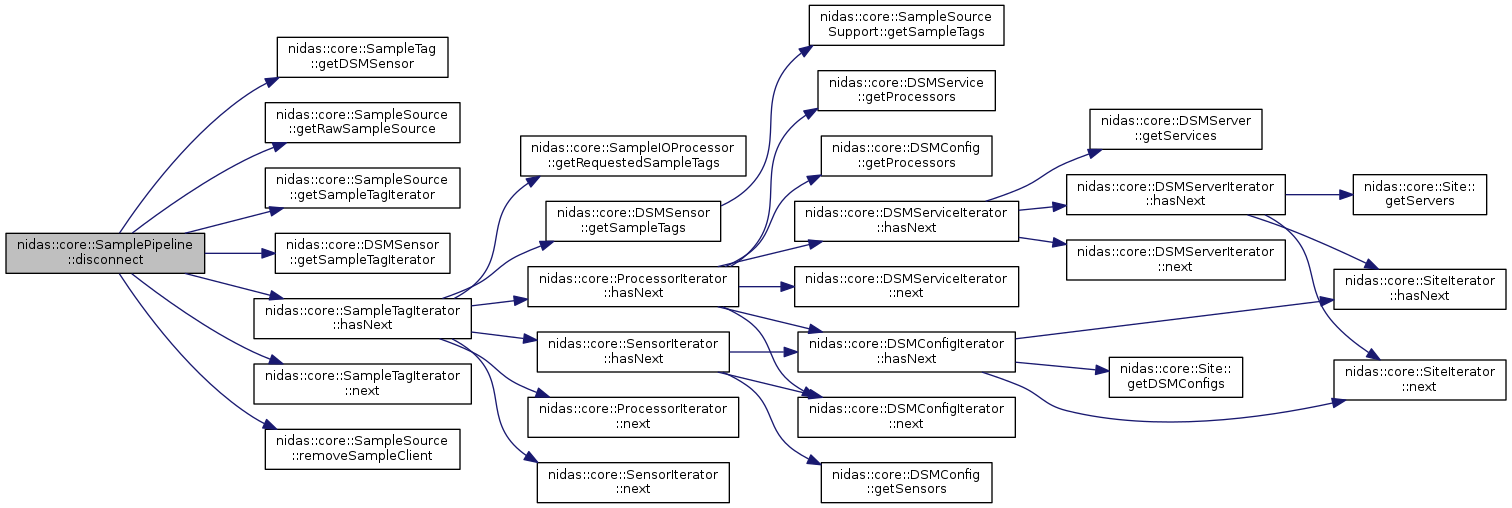 nidas::core::SamplePipeline
::disconnect
nidas::core::SampleTag
::getDSMSensor
nidas::core::SampleSource
::getRawSampleSource
nidas::core::SampleSource
::getSampleTagIterator
nidas::core::DSMSensor
::getSampleTagIterator
nidas::core::SampleTagIterator
::hasNext
nidas::core::SampleTagIterator
::next
nidas::core::SampleSource
::removeSampleClient
nidas::core::SampleIOProcessor
::getRequestedSampleTags
nidas::core::DSMSensor
::getSampleTags
nidas::core::ProcessorIterator
::hasNext
nidas::core::SensorIterator
::hasNext
nidas::core::ProcessorIterator
::next
nidas::core::SensorIterator
::next
nidas::core::SampleSource
Support::getSampleTags
nidas::core::DSMService
::getProcessors
nidas::core::DSMConfig
::getProcessors
nidas::core::DSMServiceIterator
::hasNext
nidas::core::DSMServiceIterator
::next
nidas::core::DSMConfigIterator
::hasNext
nidas::core::DSMConfigIterator
::next
nidas::core::DSMConfig
::getSensors
nidas::core::DSMServer
::getServices
nidas::core::DSMServerIterator
::hasNext
nidas::core::DSMServerIterator
::next
nidas::core::Site::
getDSMConfigs
nidas::core::Site::
getServers
nidas::core::SiteIterator
::hasNext
nidas::core::SiteIterator
::next